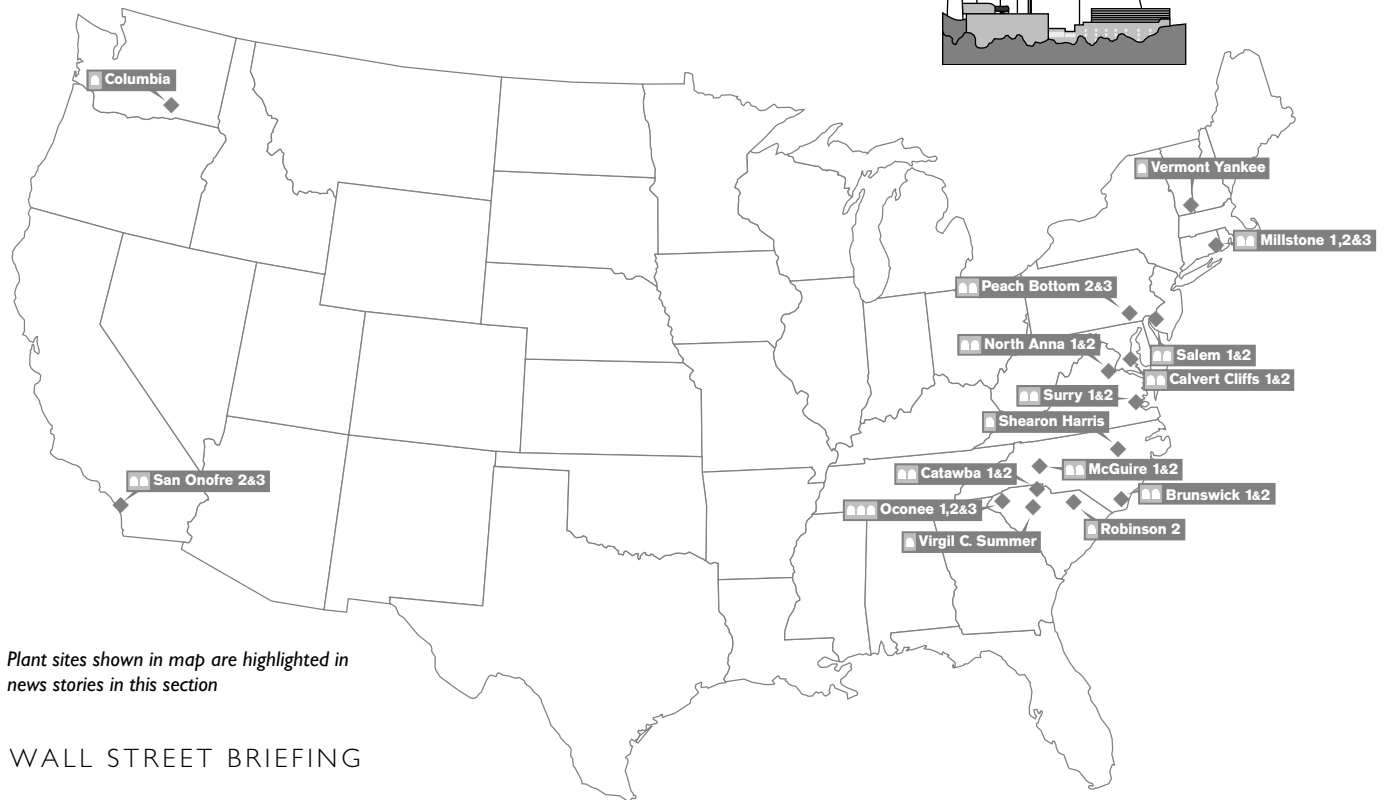 Columbia
Vermont Yankee
Millstone 1,2&3
Peach Bottom 2&3
North Anna 1&2
Salem 1&2
Calvert Cliffs 1&2
Surry 1&2
Shearon Harris
Catawba 1&2
McGuire 1&2
San Onofre 2&3
Brunswick 1&2
Oconee 1,2&3
Robinson 2
Virgil C. Summer
Plant sites shown in map are highlighted in
news stories in this section
WALL STREET BRIEFING